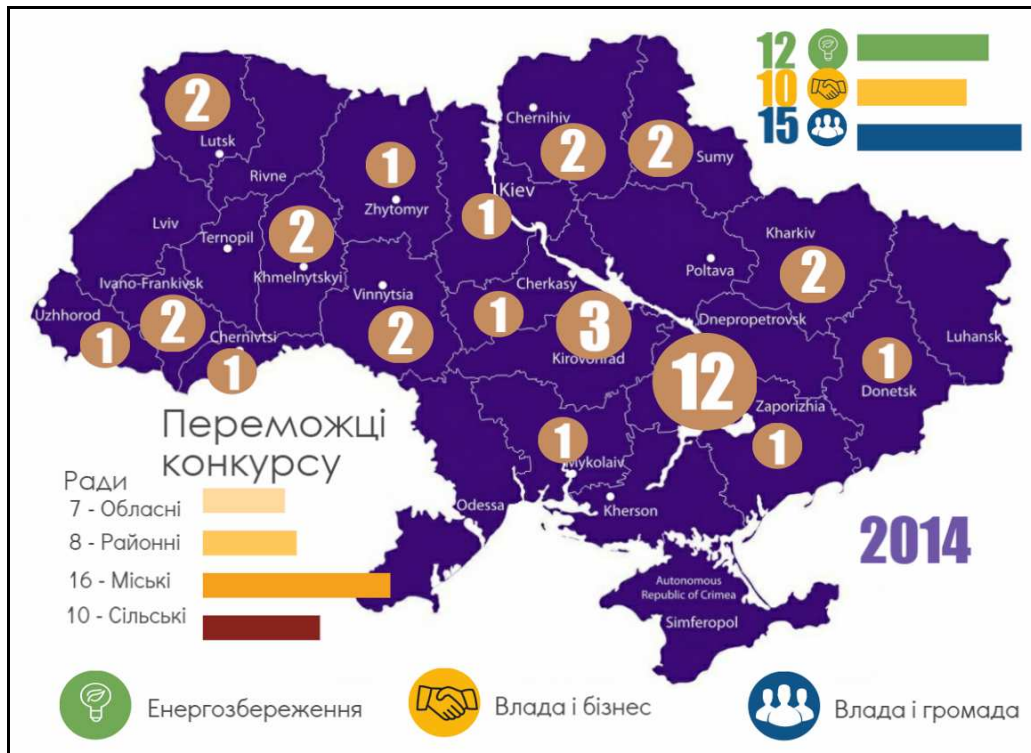 12
10
15
2
Lutsk
Rivne
1
Zhytomyr
Chernihiv
2
2
Sumy
Kiev
1
Lviv
Ternopil
2
Khmelnytskyi
Kharkiv
2
Poltava
Ivano-Frankivsk
2
Uzhhorod
1
Chernivtsi
1
Vinnytsia
2
Cherkasy
1
3
Kirovohrad
Dnepropetrovsk
12
Luhansk
1
Donetsk
Zaporizhia
1
1
Mykolaiv
Odessa
Kherson
Autonomous
Republic of Crimea
Simferopol
2014
Переможці
конкурсу
Ради
7 - Обласні
8 - Районні
16 - Міські
10 - Сільські
Енергозбереження
Влада і бізнес
Влада і громада